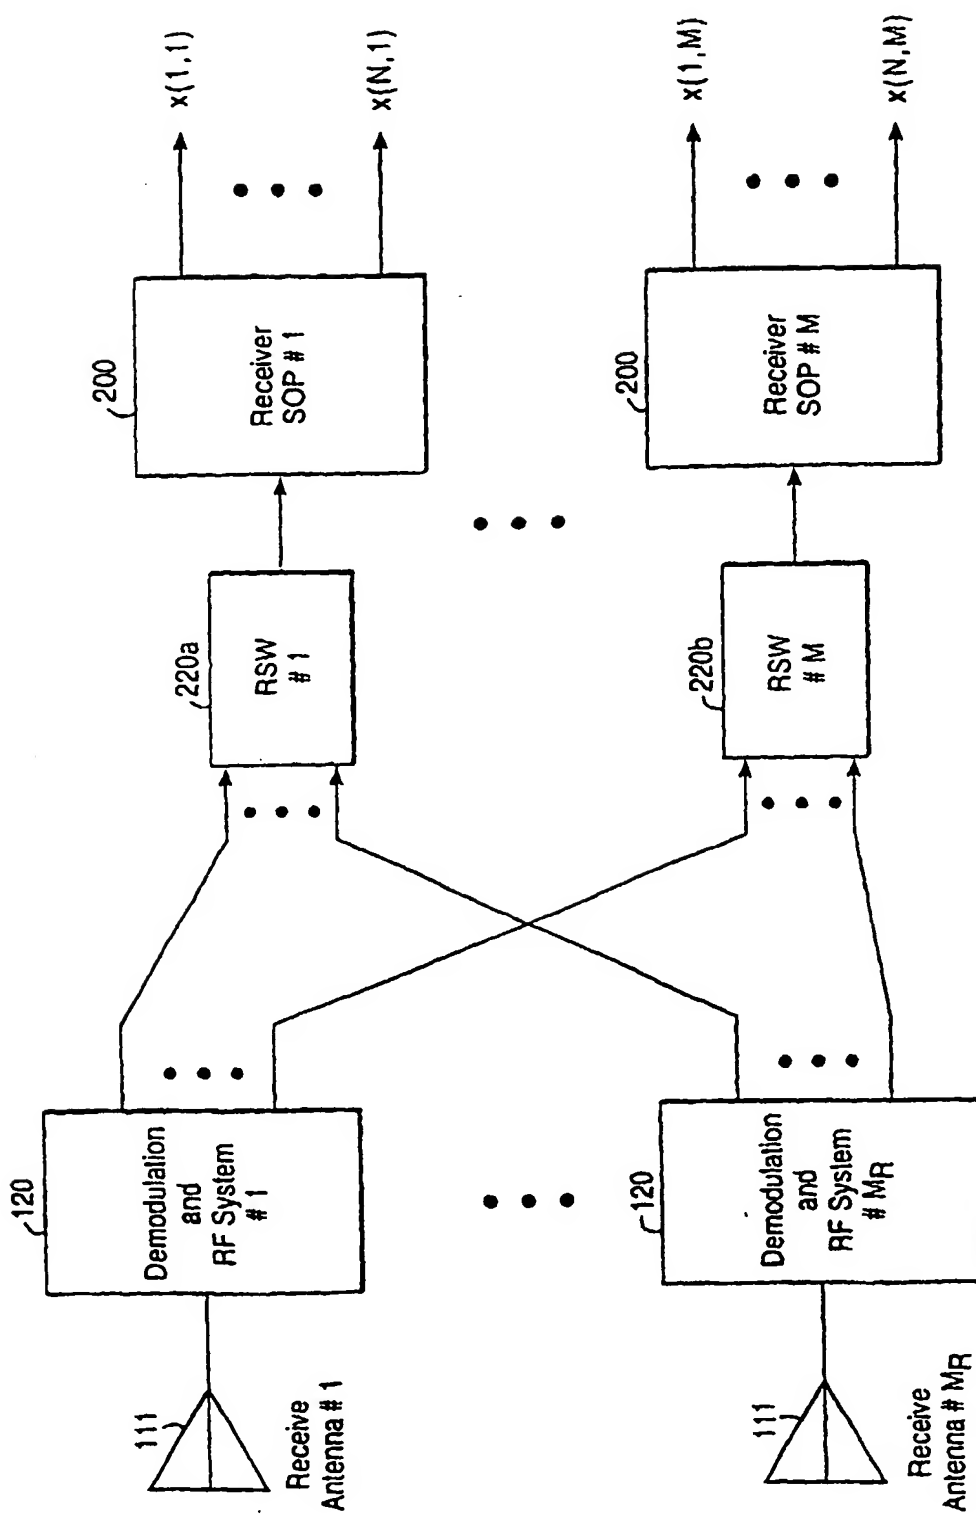 111
Receive
Antenna # 1
120
Demodulation
and
RF System
# 1
220a
RSW
# 1
200
Receiver
SOP # 1
x(1,1)
x(N,1)
111
Receive
Antenna # MR
120
Demodulation
and
RF System
# MR
220b
RSW
# M
200
Receiver
SOP # M
x(1,M)
x(N,M)